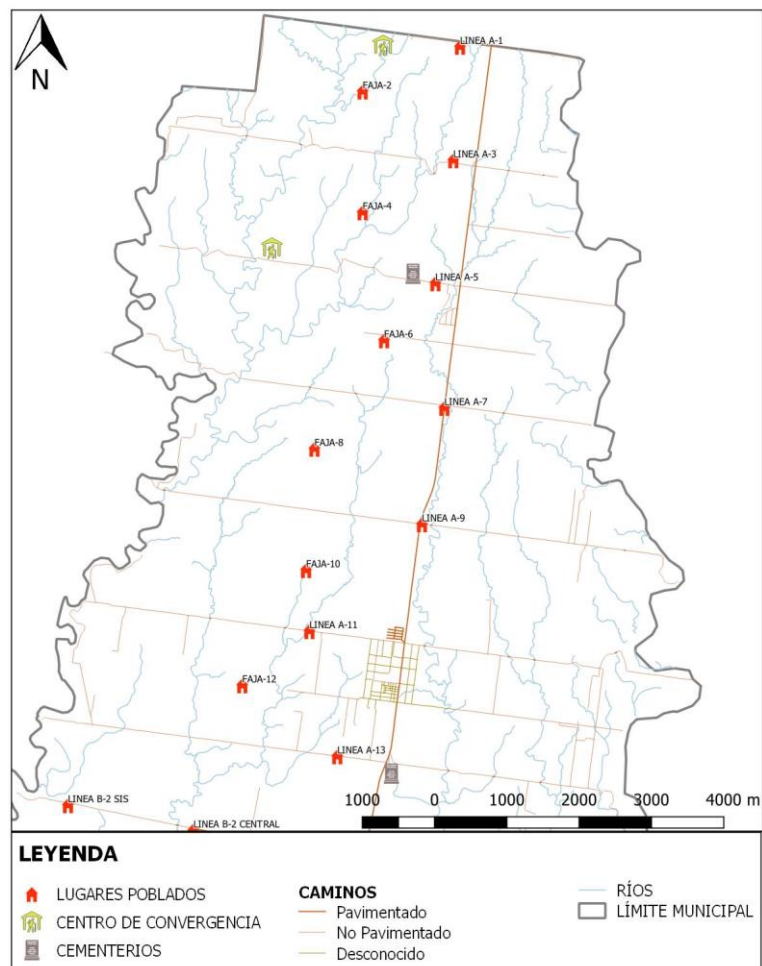 LINEA A-1
N
FAJA-2
LINEA A-3
FAJA-4
LINEA A-5
FAJA-6
LINEA A-7
FAJA-8
LINEA A-9
FAJA-10
LINEA A-11
FAJA-12
LINEA A-13
LINEA B-2 SIS
LINEA B-2 CENTRAL
1000 0 1000 2000 3000 4000 m
LEYENDA
LUGARES POBLADOS
CENTRO DE CONVERGENCIA
CEMENTERIOS
CAMINOS
Pavimentado
No Pavimentado
Desconocido
RÍOS
LÍMITE MUNICIPAL